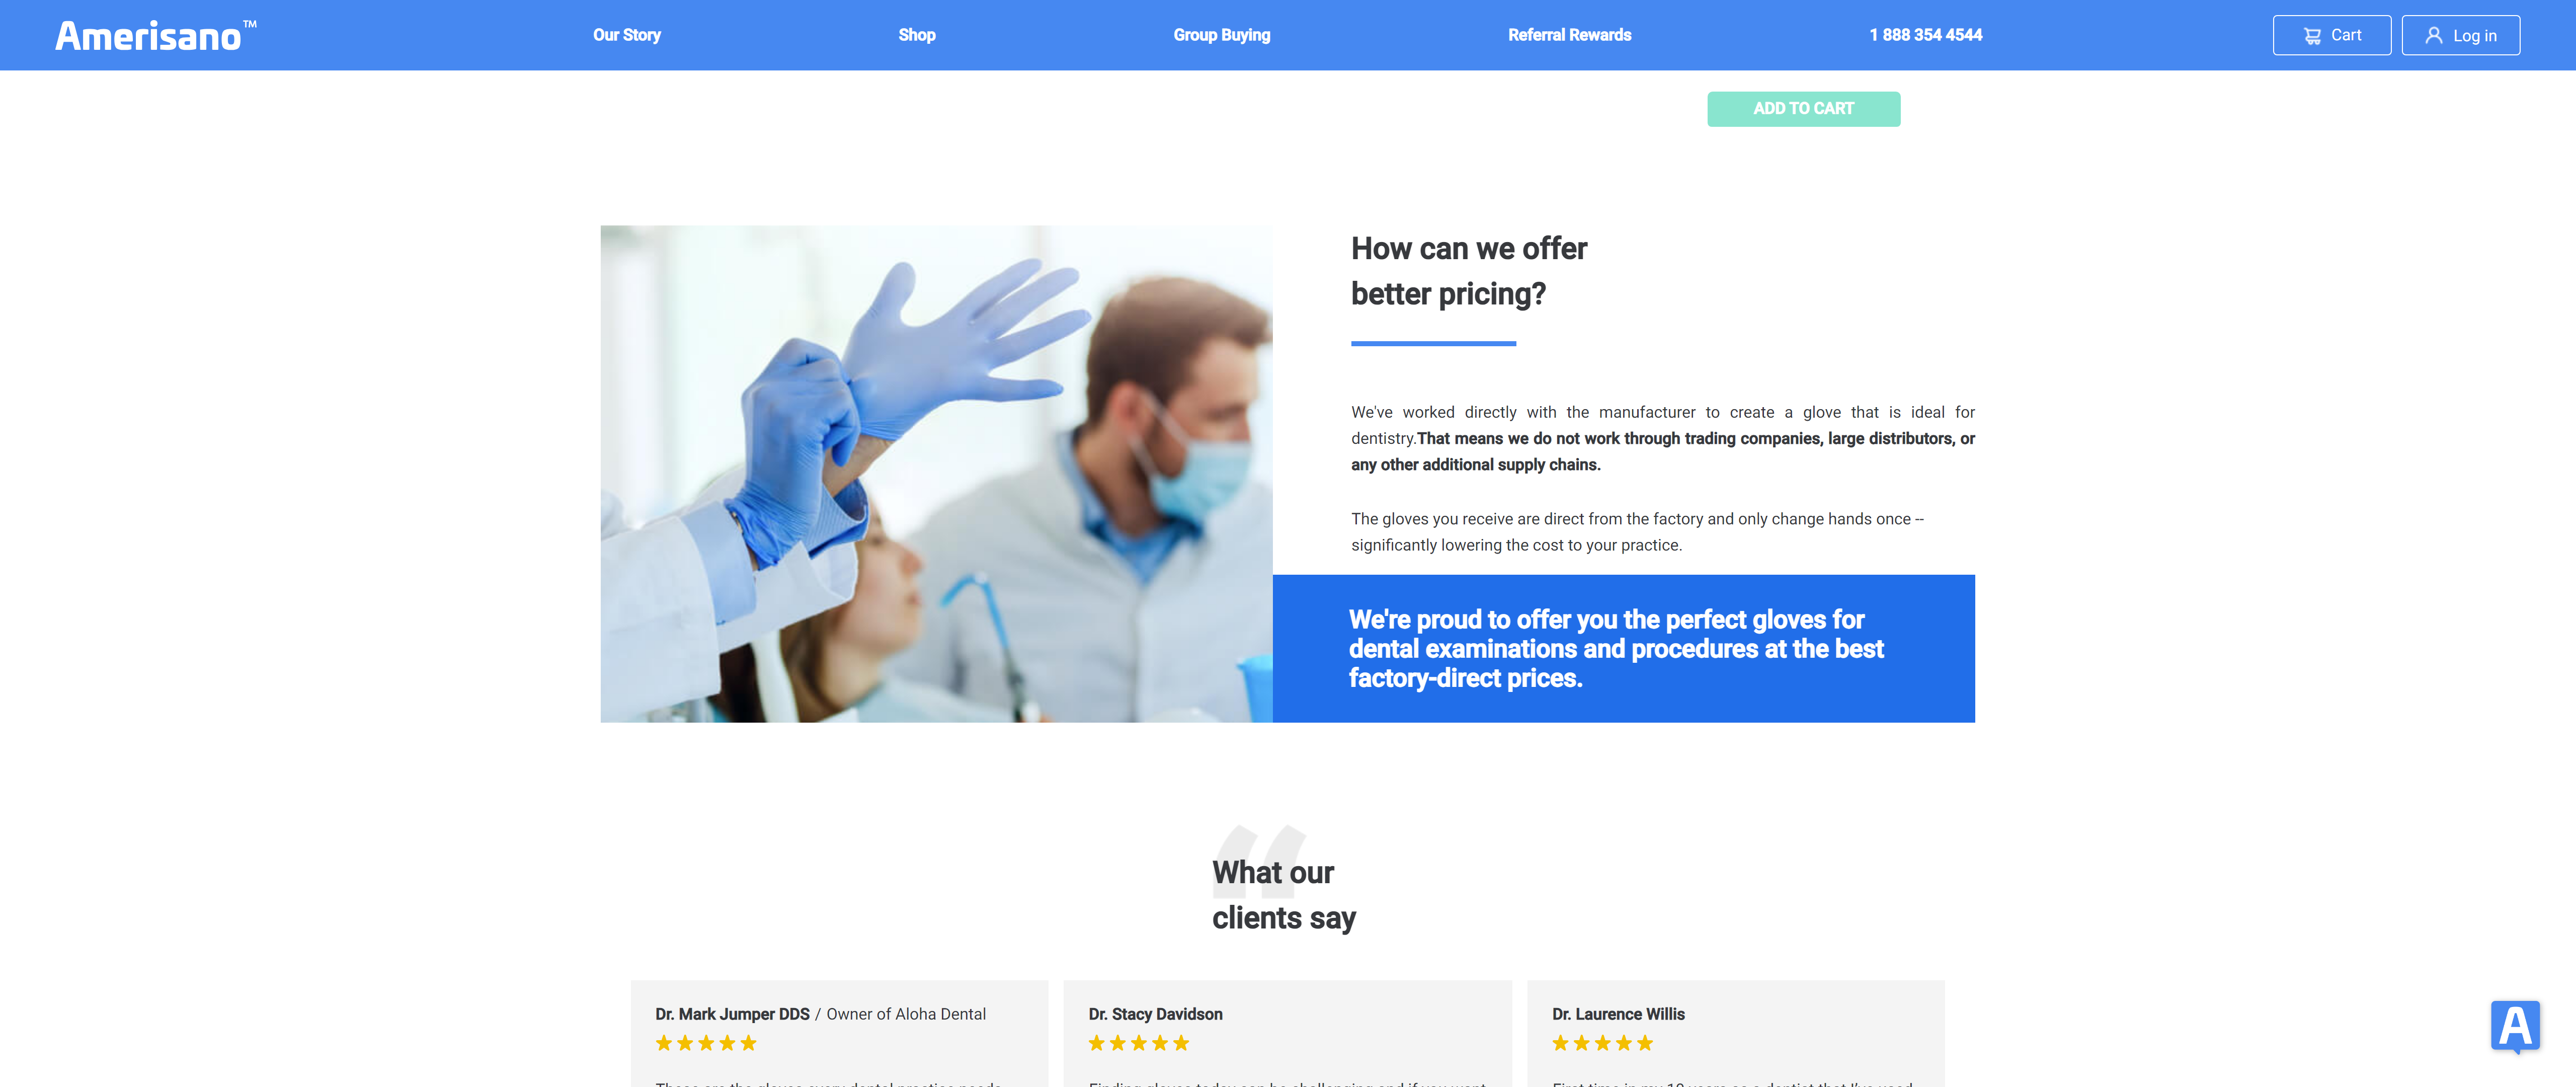 Amerisano™
Our Story
Shop
Group Buying
Referral Rewards
1 888 354 4544
Cart
Log in
ADD TO CART
How can we offer
better pricing?
We've worked directly with the manufacturer to create a glove that is ideal for
dentistry.That means we do not work through trading companies, large distributors, or
any other additional supply chains.
The gloves you receive are direct from the factory and only change hands once --
significantly lowering the cost to your practice.
We're proud to offer you the perfect gloves for
dental examinations and procedures at the best
factory-direct prices.
What our
clients say
Dr. Mark Jumper DDS / Owner of Aloha Dental
Dr. Stacy Davidson
Dr. Laurence Willis
A